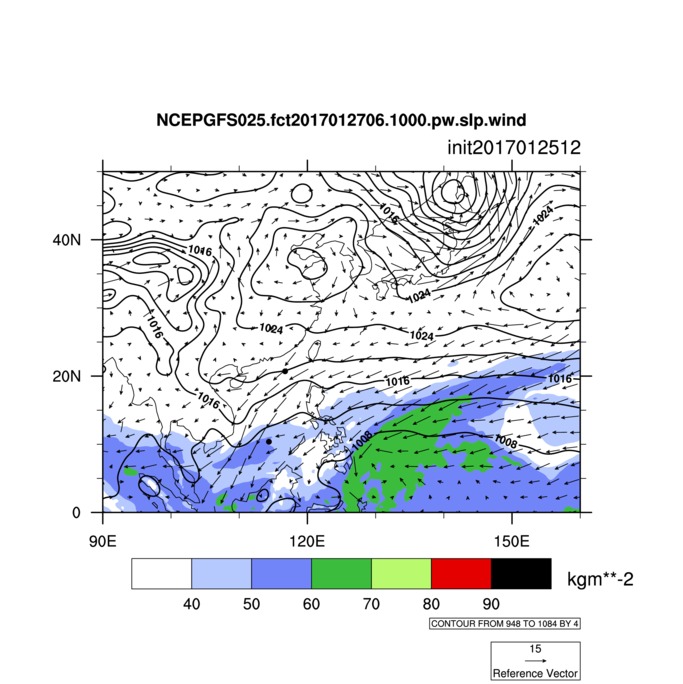 NCEPGFS025.fct2017012706.1000.pw.slp.wind
init2017012512
1016
1024
1016
40N
1024
1016
1024
1024
20N
1016
1016
1016
1008
1008
0
90E 120E 150E
kgm**-2
40 50 60 70 80 90
CONTOUR FROM 948 TO 1084 BY 4
15
Reference Vector